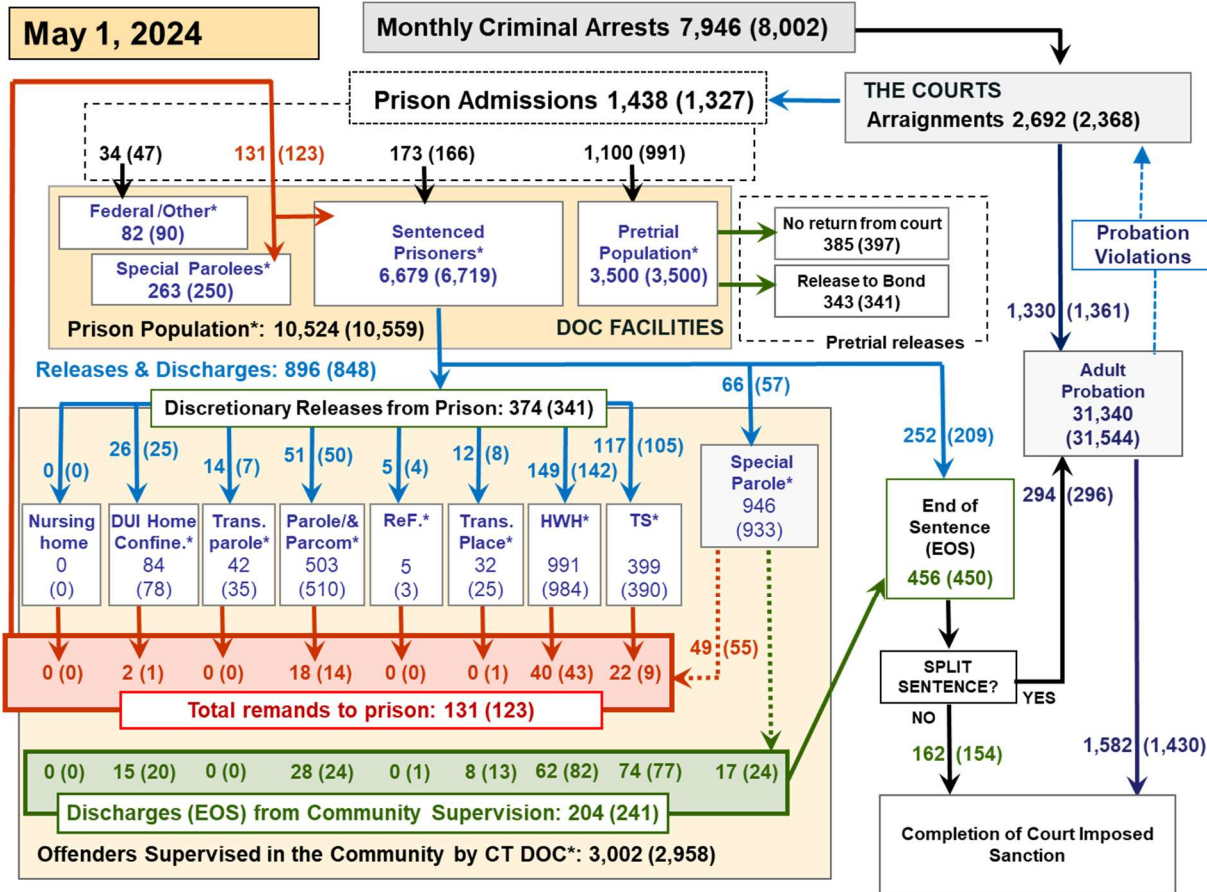 May 1, 2024
Monthly Criminal Arrests 7,946 (8,002)
THE COURTS
Arraignments 2,692 (2,368)
Prison Admissions 1,438 (1,327)
34 (47)
131 (123)
173 (166)
1,100 (991)
Federal /Other*
82 (90)
Special Parolees*
263 (250)
Sentenced
Prisoners*
6,679 (6,719)
Pretrial
Population*
3,500 (3,500)
No return from court
385 (397)
Release to Bond
343 (341)
Pretrial releases
Prison Population*: 10,524 (10,559)
DOC FACILITIES
Probation
Violations
1,330 (1,361)
Adult
Probation
31,340
(31,544)
Releases & Discharges: 896 (848)
Discretionary Releases from Prison: 374 (341)
66 (57)
252 (209)
0 (0)
26 (25)
14 (7)
51 (50)
5 (4)
12 (8)
149 (142)
117 (105)
Nursing
home
0
(0)
DUI Home
Confine.*
84
(78)
Trans.
parole*
42
(35)
Parole/&
Parcom*
503
(510)
ReF.*
5
(3)
Trans.
Place*
32
(25)
HWH*
991
(984)
TS*
399
(390)
Special
Parole*
946
(933)
End of
Sentence
(EOS)
456 (450)
294 (296)
0 (0)
2 (1)
0 (0)
18 (14)
0 (0)
0 (1)
40 (43)
22 (9)
49 (55)
Total remands to prison: 131 (123)
SPLIT
SENTENCE?
YES
NO
162 (154)
1,582 (1,430)
0 (0)
15 (20)
0 (0)
28 (24)
0 (1)
8 (13)
62 (82)
74 (77)
17 (24)
Discharges (EOS) from Community Supervision: 204 (241)
Offenders Supervised in the Community by CT DOC*: 3,002 (2,958)
Completion of Court Imposed
Sanction